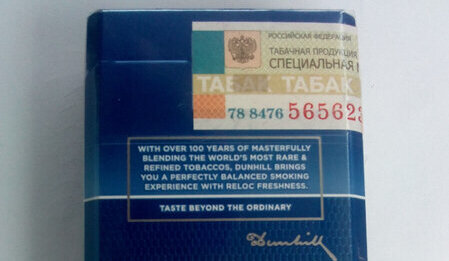 РОССИЙСКАЯ ФЕДЕРАЦИЯ
ТАБАЧНАЯ ПРОДУКЦИЯ
СПЕЦИАЛЬНАЯ
ТАБАК ТАБАК
78 8476 565623
WITH OVER 100 YEARS OF MASTERFULLY
BLENDING THE WORLD'S MOST RARE &
REFINED TOBACCOS, DUNHILL BRINGS
YOU A PERFECTLY BALANCED SMOKING
EXPERIENCE WITH RELOC FRESHNESS.
TASTE BEYOND THE ORDINARY
Dunhill